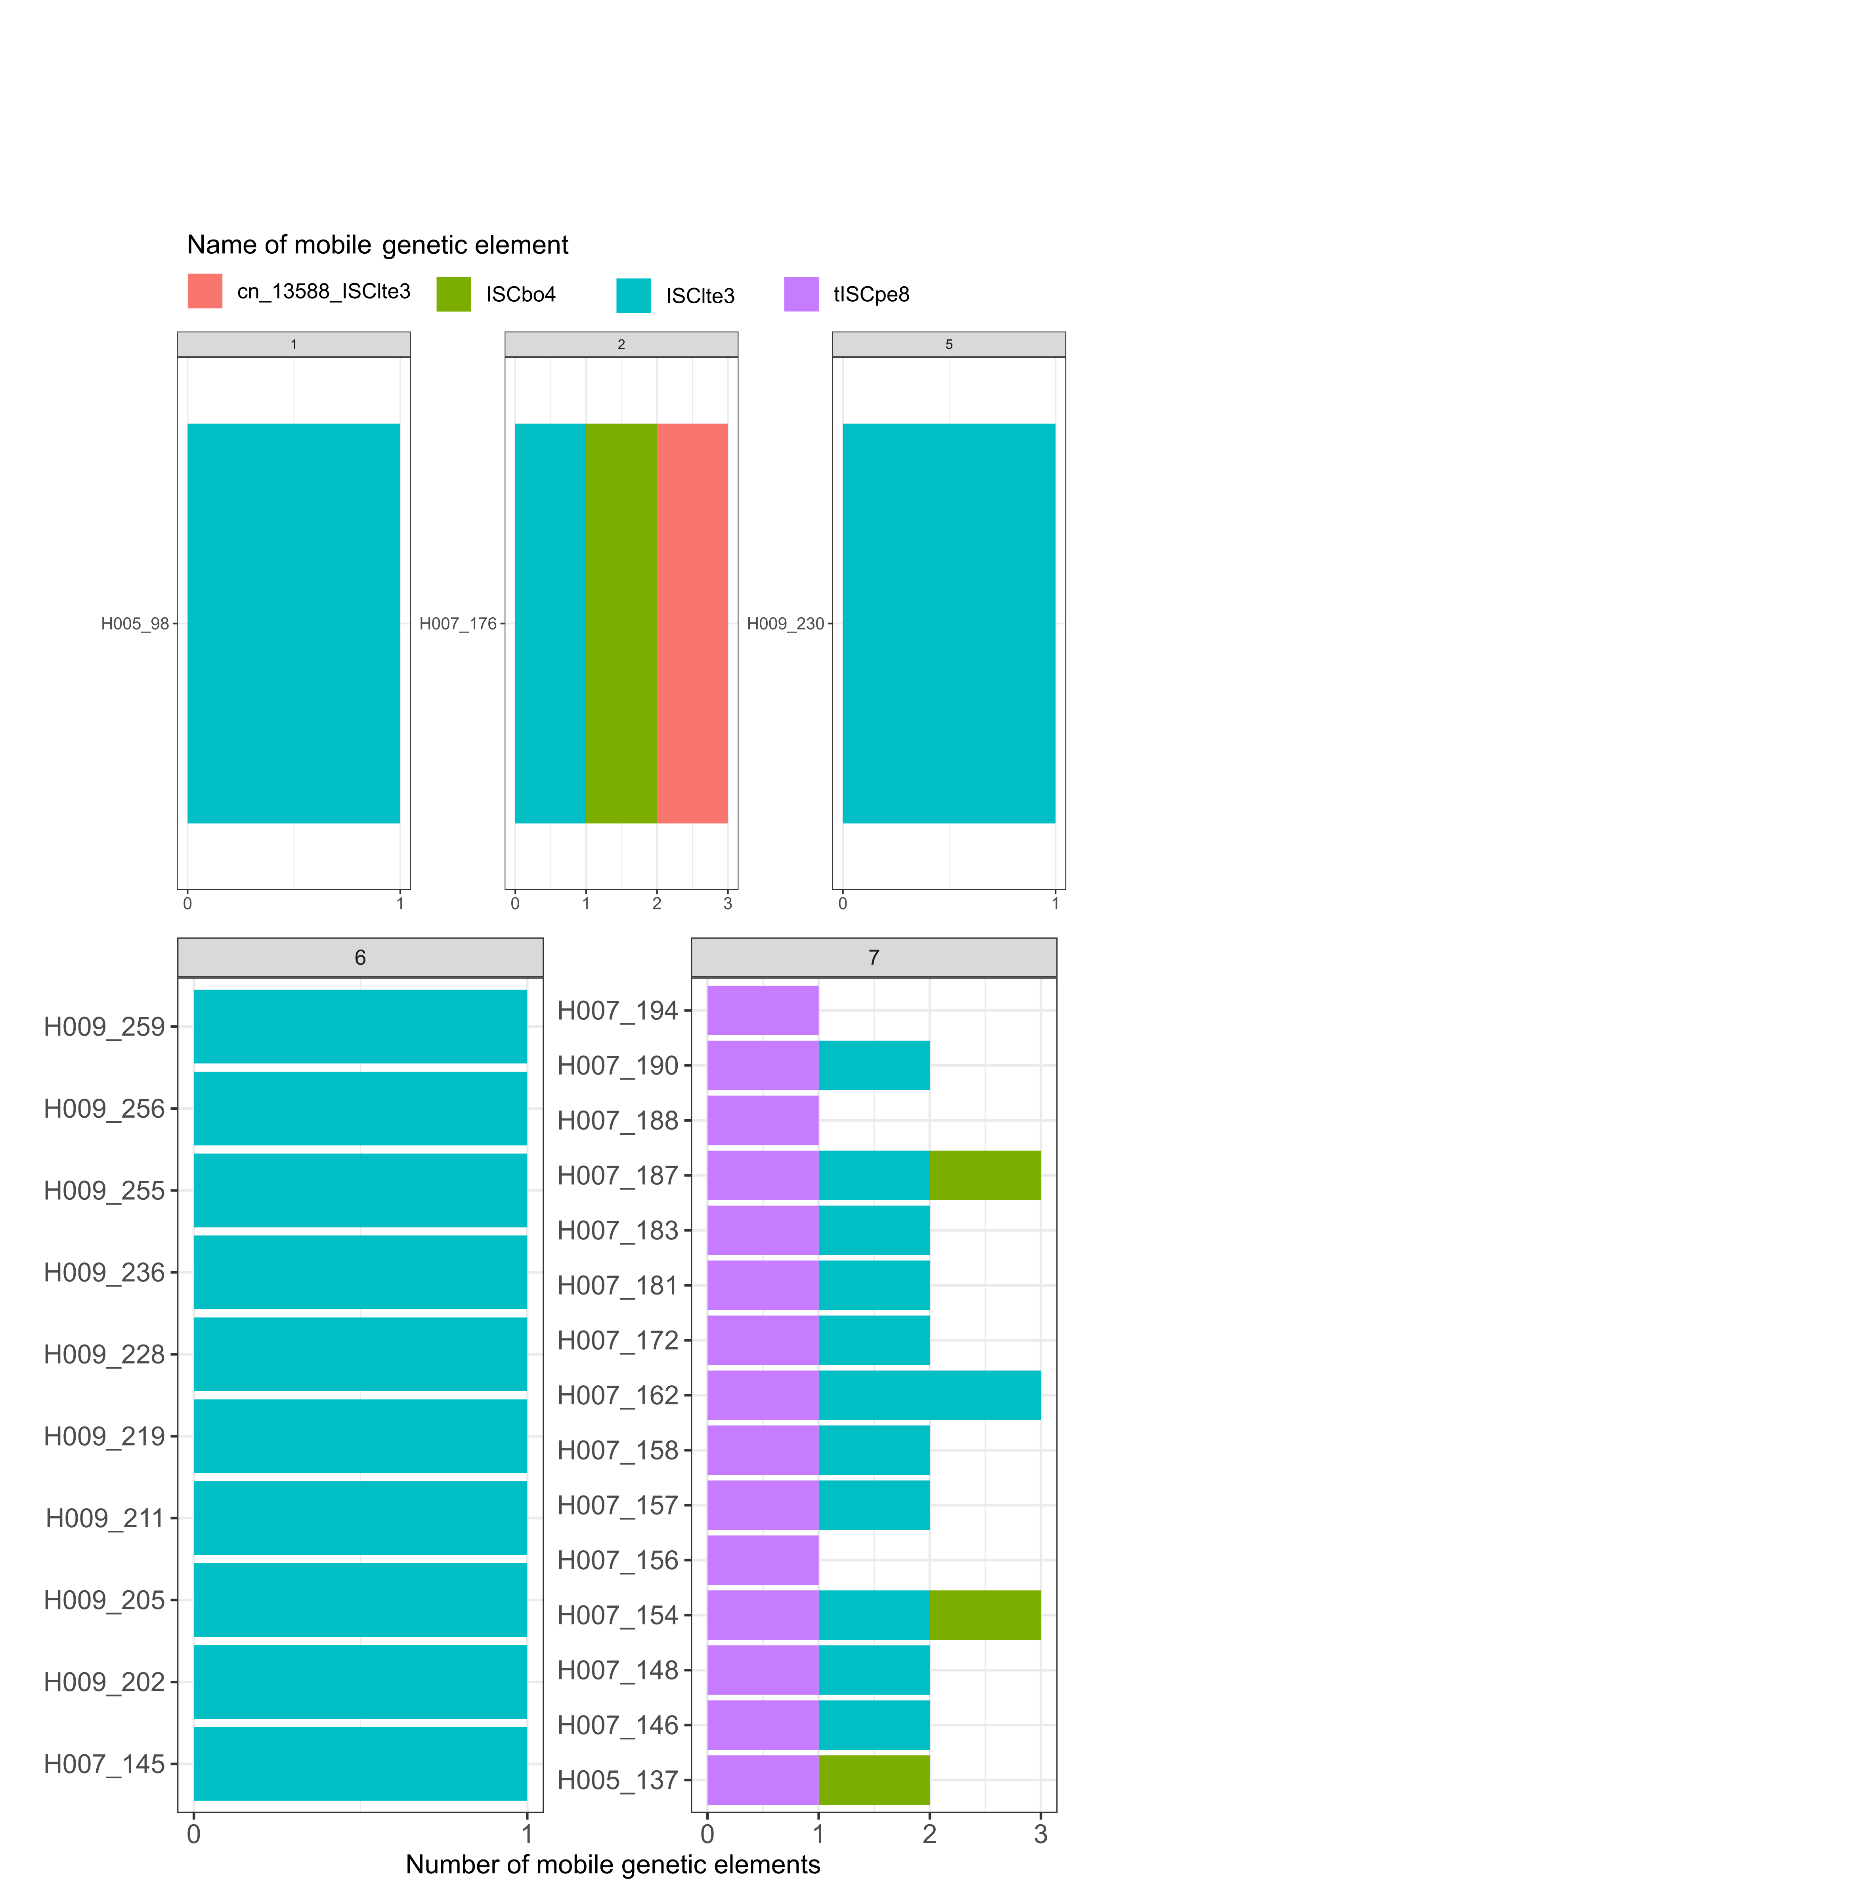 Name of mobile genetic element
cn_13588_ISClte3 ISCbo4 ISClte3 tISCpe8
1 2 5
H005_98 H007_176 H009_230
0 1 0 1 2 3 0 1
6
H009_259
H009_256
H009_255
H009_236
H009_228
H009_219
H009_211
H009_205
H009_202
H007_145
0 1
7
H007_194
H007_190
H007_188
H007_187
H007_183
H007_181
H007_172
H007_162
H007_158
H007_157
H007_156
H007_154
H007_148
H007_146
H005_137
0 1 2 3
Number of mobile genetic elements